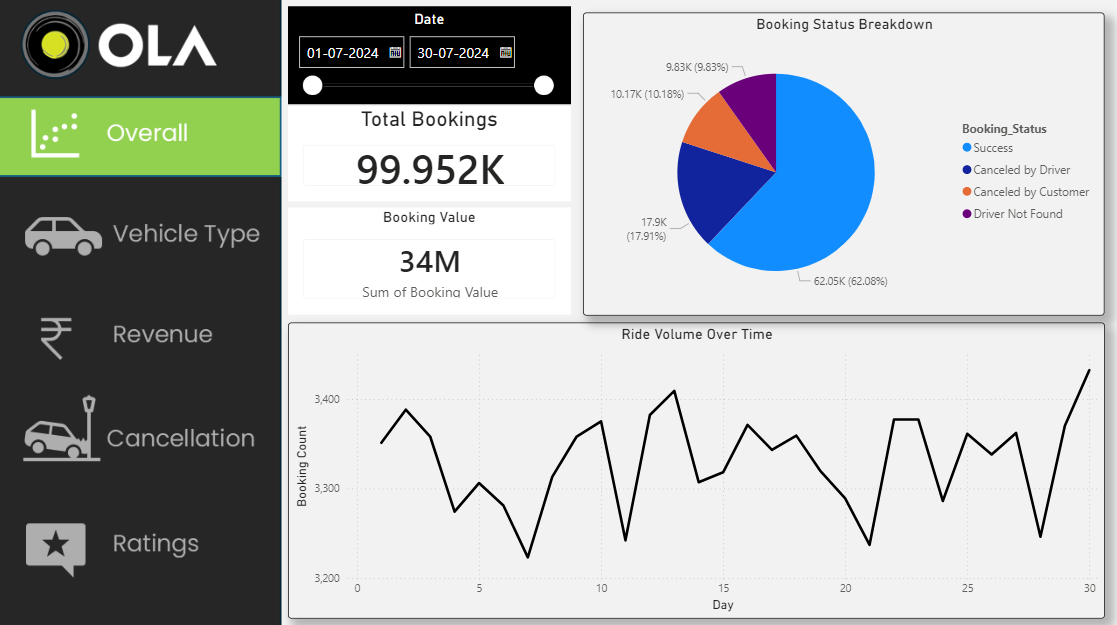 OLA
Overall
Vehicle Type
Revenue
Cancellation
Ratings
Date
01-07-2024 30-07-2024
Total Bookings
99.952K
Booking Value
34M
Sum of Booking Value
Booking Status Breakdown
9.83K (9.83%)
10.17K (10.18%)
17.9K
(17.91%)
62.05K (62.08%)
Booking_Status
Success
Canceled by Driver
Canceled by Customer
Driver Not Found
Ride Volume Over Time
Booking Count
3,400
3,300
3,200
0 5 10 15 20 25 30
Day